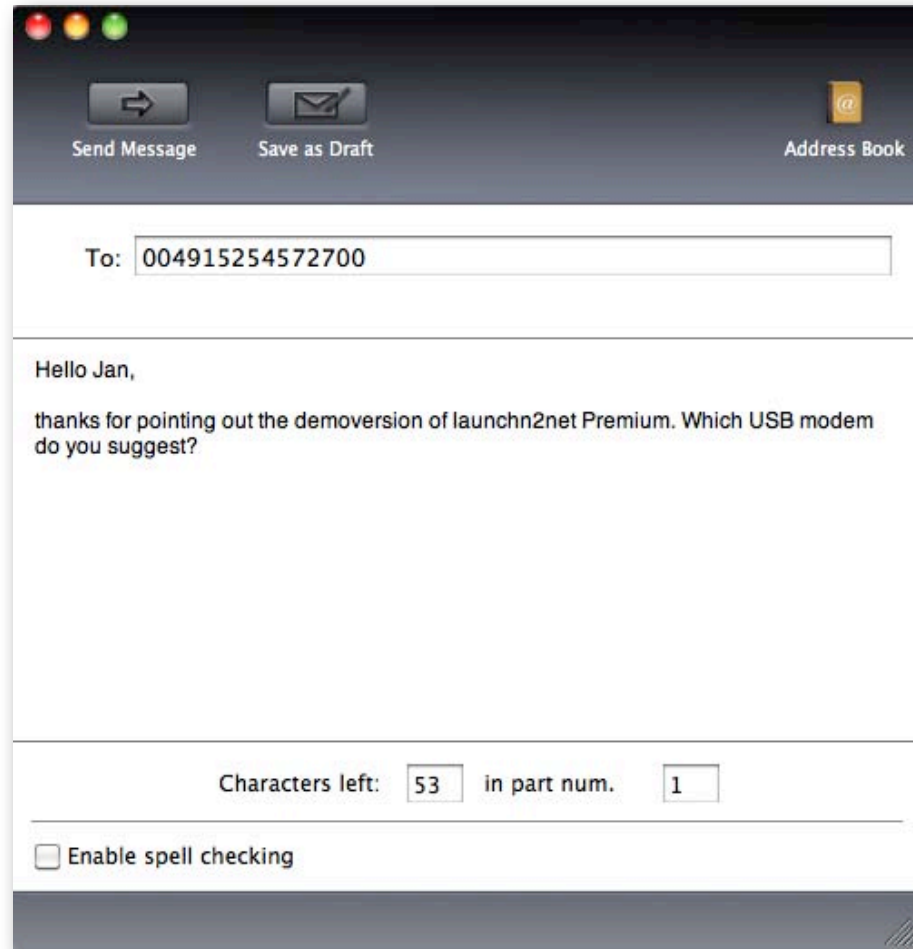 Send Message Save as Draft Address Book
To: 004915254572700
Hello Jan,
thanks for pointing out the demoversion of launchn2net Premium. Which USB modem
do you suggest?
Characters left: 53 in part num. 1
Enable spell checking